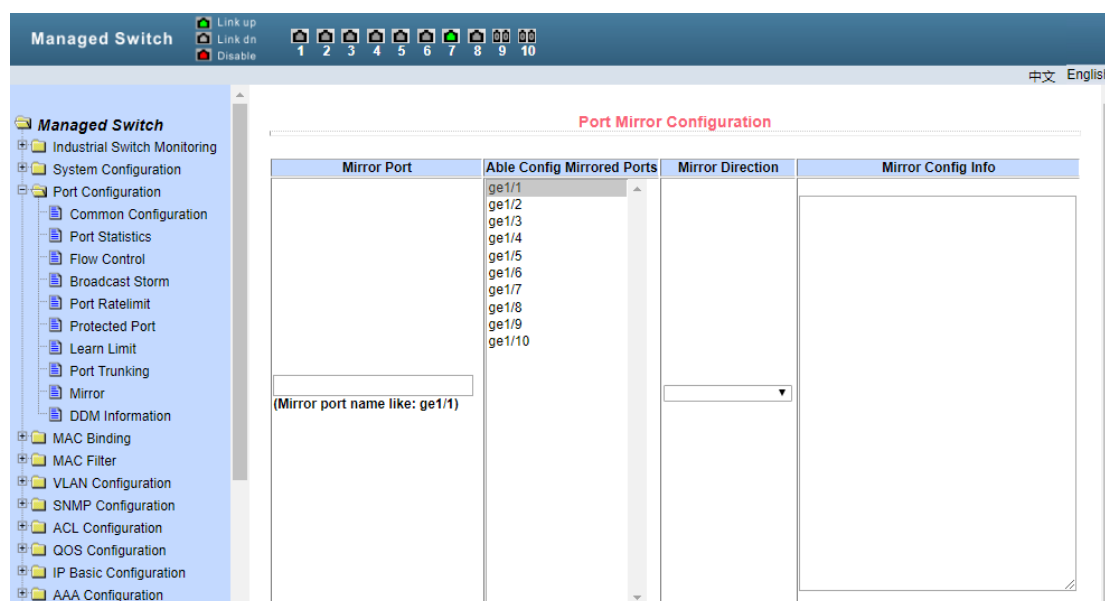 Link up
Managed Switch
Link dn
Disable
1 2 3 4 5 6 7 8 9 10
中文 English
Managed Switch
Industrial Switch Monitoring
System Configuration
Port Configuration
Common Configuration
Port Statistics
Flow Control
Broadcast Storm
Port Ratelimit
Protected Port
Learn Limit
Port Trunking
Mirror
DDM Information
MAC Binding
MAC Filter
VLAN Configuration
SNMP Configuration
ACL Configuration
QOS Configuration
IP Basic Configuration
AAA Configuration
Port Mirror Configuration
Mirror Port Able Config Mirrored Ports Mirror Direction Mirror Config Info
ge1/1
ge1/2
ge1/3
ge1/4
ge1/5
ge1/6
ge1/7
ge1/8
ge1/9
ge1/10
(Mirror port name like: ge1/1)